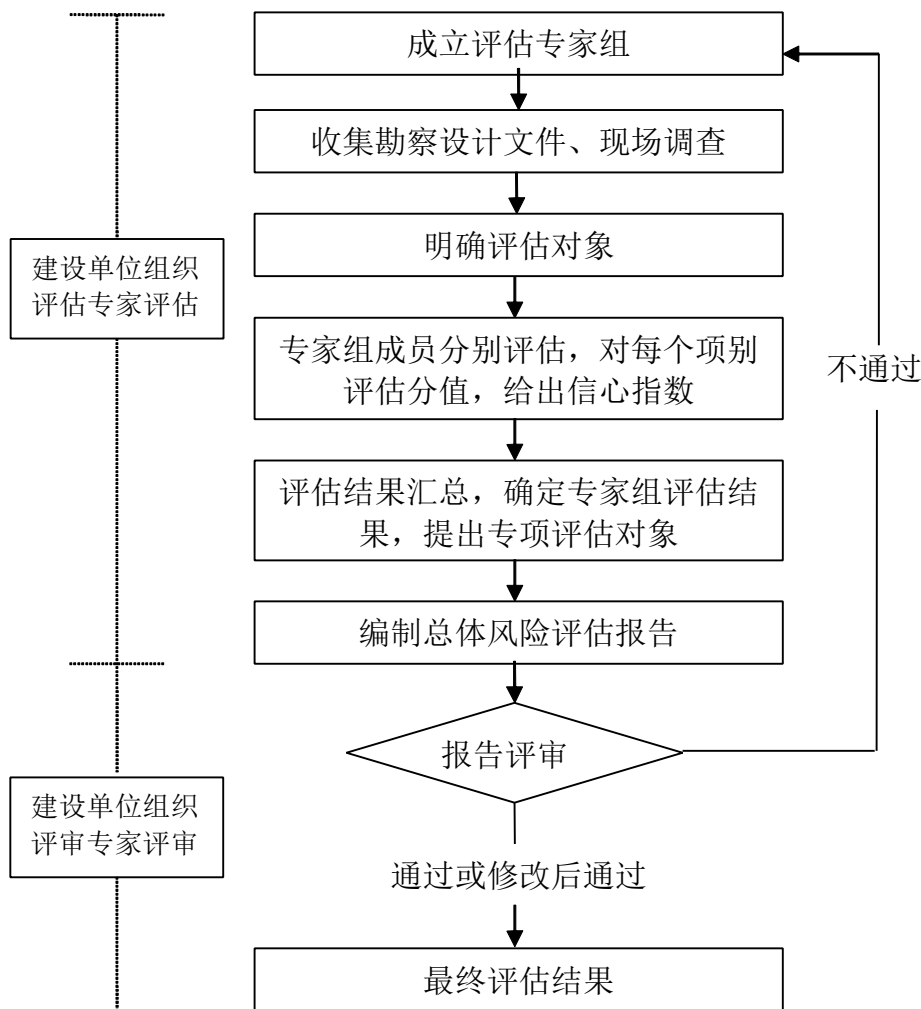 成立评估专家组
收集勘察设计文件、现场调查
明确评估对象
建设单位组织
评估专家评估
专家组成员分别评估，对每个项别
评估分值，给出信心指数
不通过
评估结果汇总，确定专家组评估结
果，提出专项评估对象
编制总体风险评估报告
报告评审
建设单位组织
评审专家评审
通过或修改后通过
最终评估结果